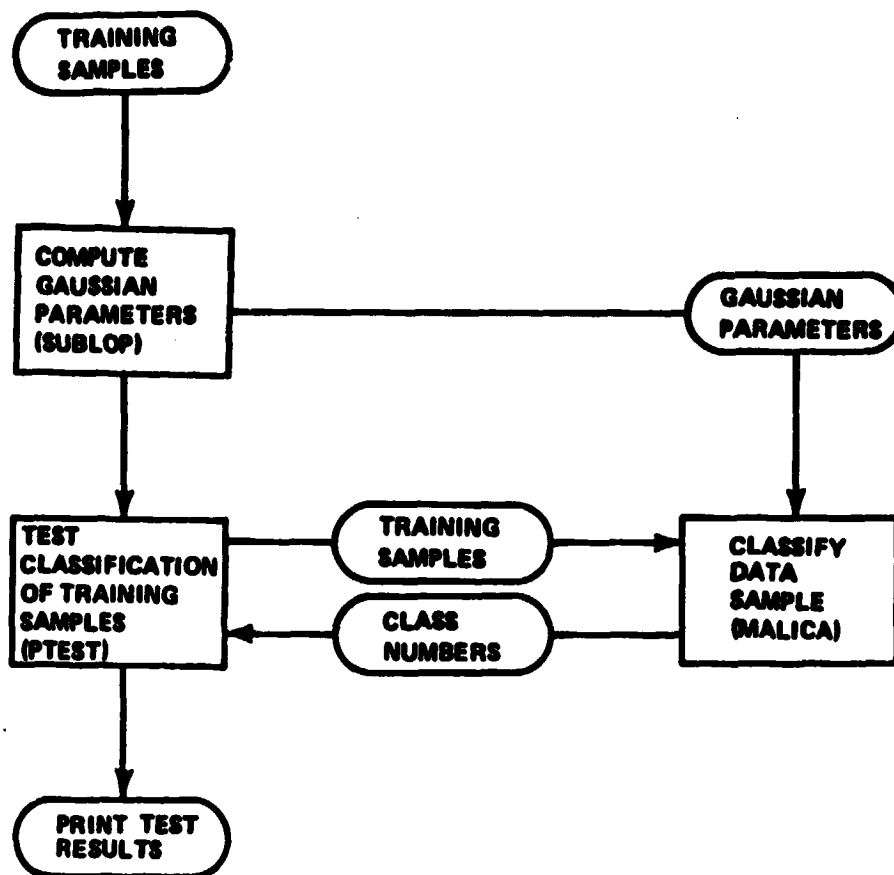 TRAINING
SAMPLES
COMPUTE
GAUSSIAN
PARAMETERS
(SUBLOP)
GAUSSIAN
PARAMETERS
TEST
CLASSIFICATION
OF TRAINING
SAMPLES
(PTEST)
TRAINING
SAMPLES
CLASS
NUMBERS
CLASSIFY
DATA
SAMPLE
(MALICA)
PRINT TEST
RESULTS